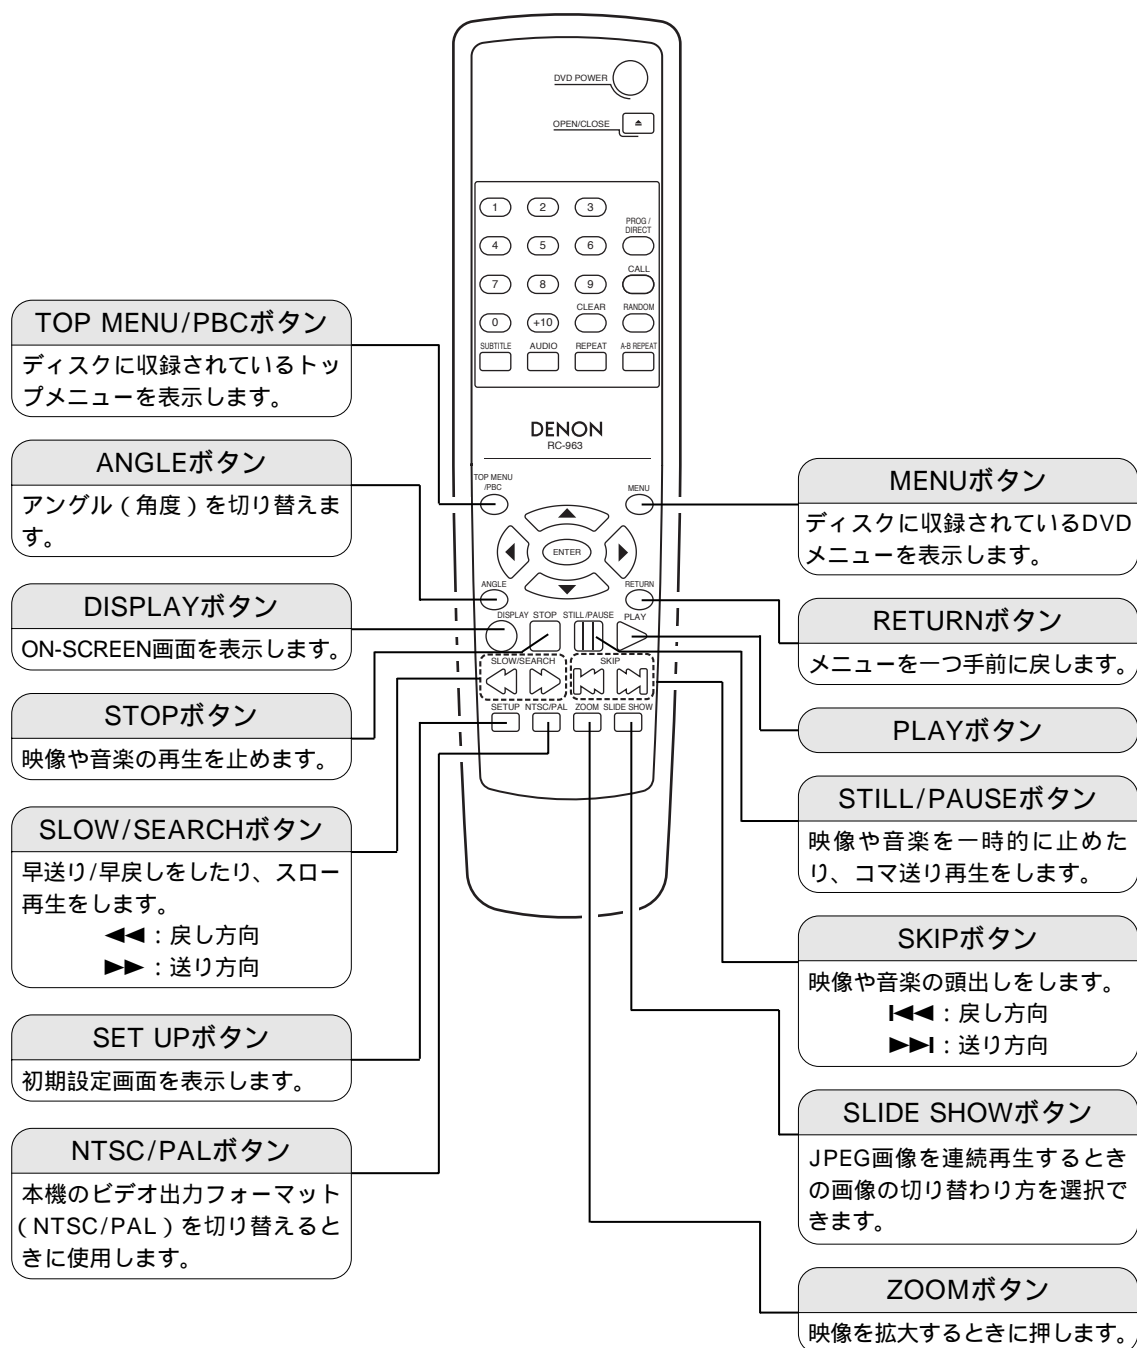 DVD POWER
OPEN/CLOSE
1 2 3
PROG /
DIRECT
4 5 6
CALL
7 8 9
CLEAR RANDOM
0 +10
SUBTITLE AUDIO REPEAT A-B REPEAT
DENON
RC-963
TOP MENU
/PBC
MENU
ENTER
ANGLE RETURN
DISPLAY STOP STILL/PAUSE PLAY
SLOW/SEARCH SKIP
SETUP NTSC/PAL ZOOM SLIDE SHOW
TOP MENU/PBCボタン
ディスクに収録されているトッ
プメニューを表示します。
ANGLEボタン
アングル（角度）を切り替えま
す。
DISPLAYボタン
ON-SCREEN画面を表示します。
STOPボタン
映像や音楽の再生を止めます。
SLOW/SEARCHボタン
早送り/早戻しをしたり、スロー
再生をします。
◀◀：戻し方向
▶▶：送り方向
SET UPボタン
初期設定画面を表示します。
NTSC/PALボタン
本機のビデオ出力フォーマット
（NTSC/PAL）を切り替えると
きに使用します。
MENUボタン
ディスクに収録されているDVD
メニューを表示します。
RETURNボタン
メニューを一つ手前に戻します。
PLAYボタン
STILL/PAUSEボタン
映像や音楽を一時的に止めた
り、コマ送り再生をします。
SKIPボタン
映像や音楽の頭出しをします。
I◀◀：戻し方向
▶▶I：送り方向
SLIDE SHOWボタン
JPEG画像を連続再生するとき
の画像の切り替わり方を選択で
きます。
ZOOMボタン
映像を拡大するときに押します。